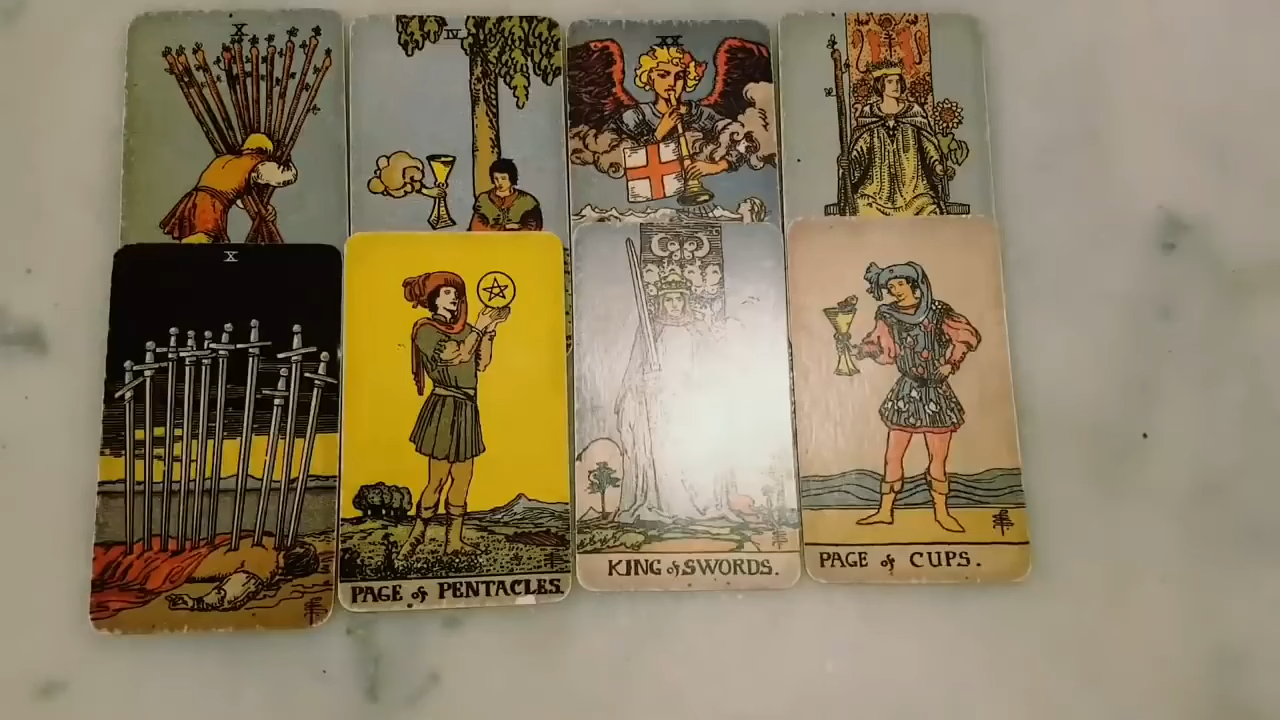 X
IV
XX
X
PAGE of PENTACLES.
KING of SWORDS.
PAGE of CUPS.